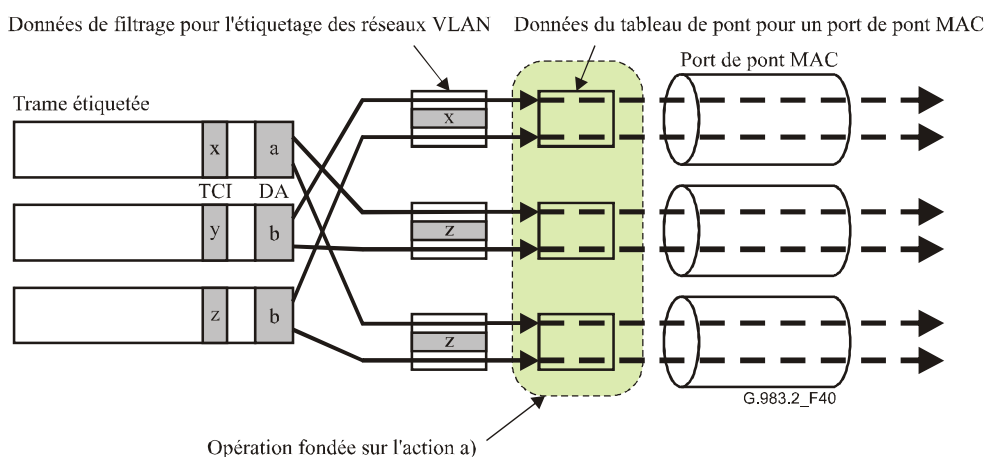 Données de filtrage pour l'étiquetage des réseaux VLAN
Données du tableau de pont pour un port de pont MAC
Port de pont MAC
Trame étiquetée
x
x a
TCI DA
y b
z
z b
z
G.983.2_F40
Opération fondée sur l'action a)